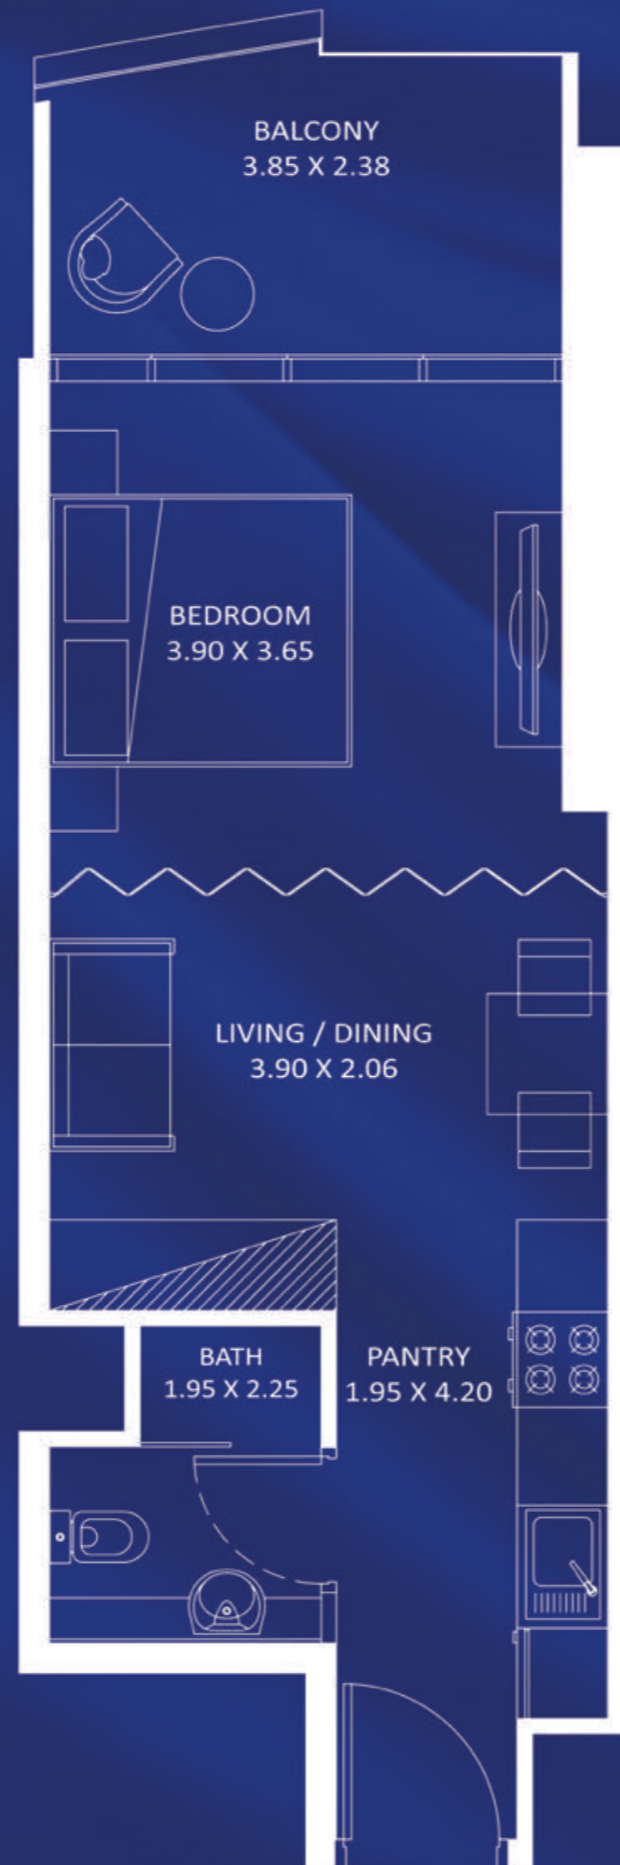 BALCONY
3.85 X 2.38
BEDROOM
3.90 X 3.65
LIVING / DINING
3.90 X 2.06
BATH
1.95 X 2.25
PANTRY
1.95 X 4.20